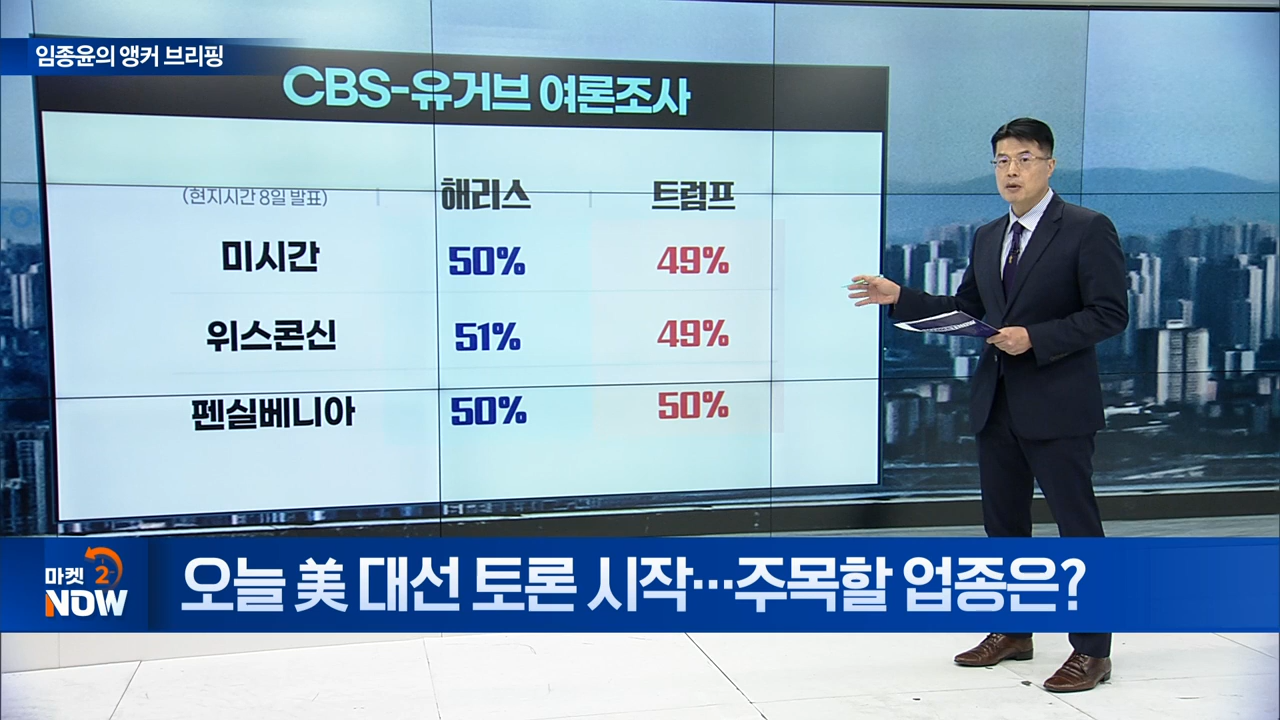 임종윤의 앵커 브리핑
CBS-유거브 여론조사
(현지시간 8일 발표) 해리스 트럼프
미시간 50% 49%
위스콘신 51% 49%
펜실베니아 50% 50%
마켓 2
NOW
오늘 美 대선 토론 시작…주목할 업종은?